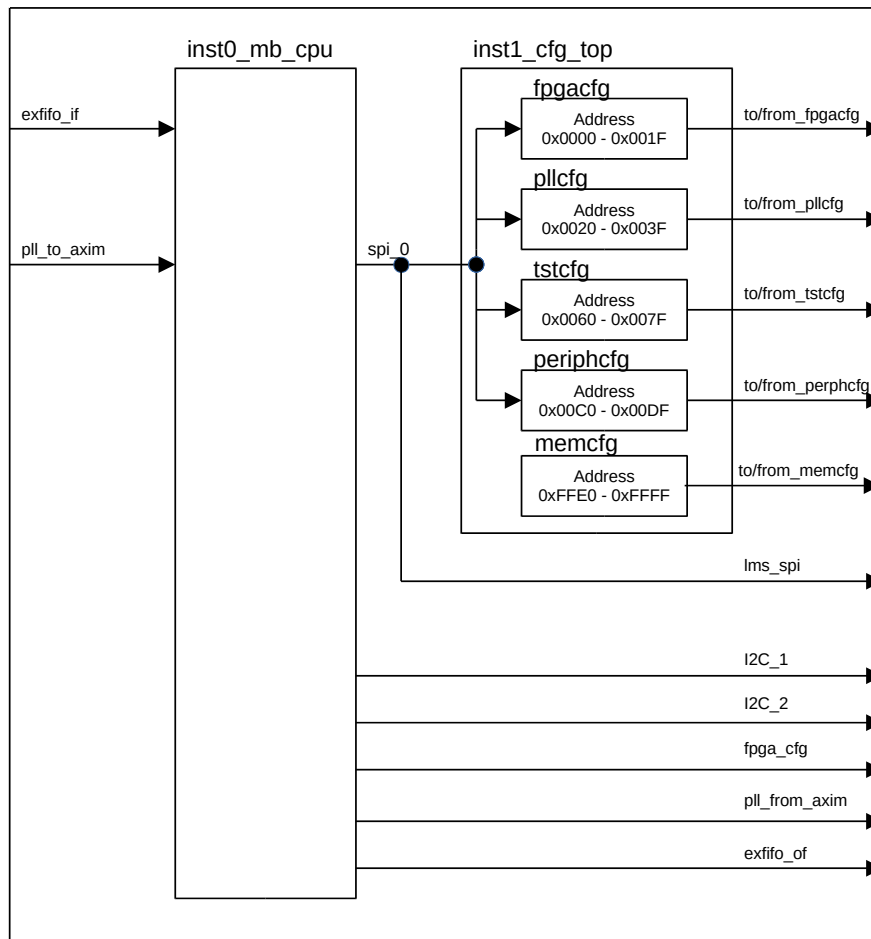 inst0_mb_cpu
inst1_cfg_top
exfifo_if
pll_to_axim
spi_0
fpgacfg
Address
0x0000 - 0x001F
to/from_fpgacfg
pllcfg
Address
0x0020 - 0x003F
to/from_pllcfg
tstcfg
Address
0x0060 - 0x007F
to/from_tstcfg
periphcfg
Address
0x00C0 - 0x00DF
to/from_perphcfg
memcfg
Address
0xFFE0 - 0xFFFF
to/from_memcfg
lms_spi
I2C_1
I2C_2
fpga_cfg
pll_from_axim
exfifo_of